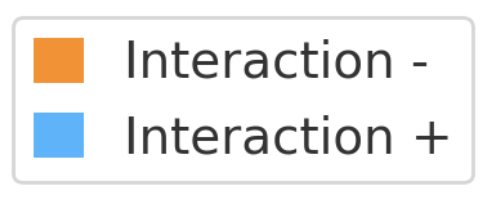 Interaction -
Interaction +